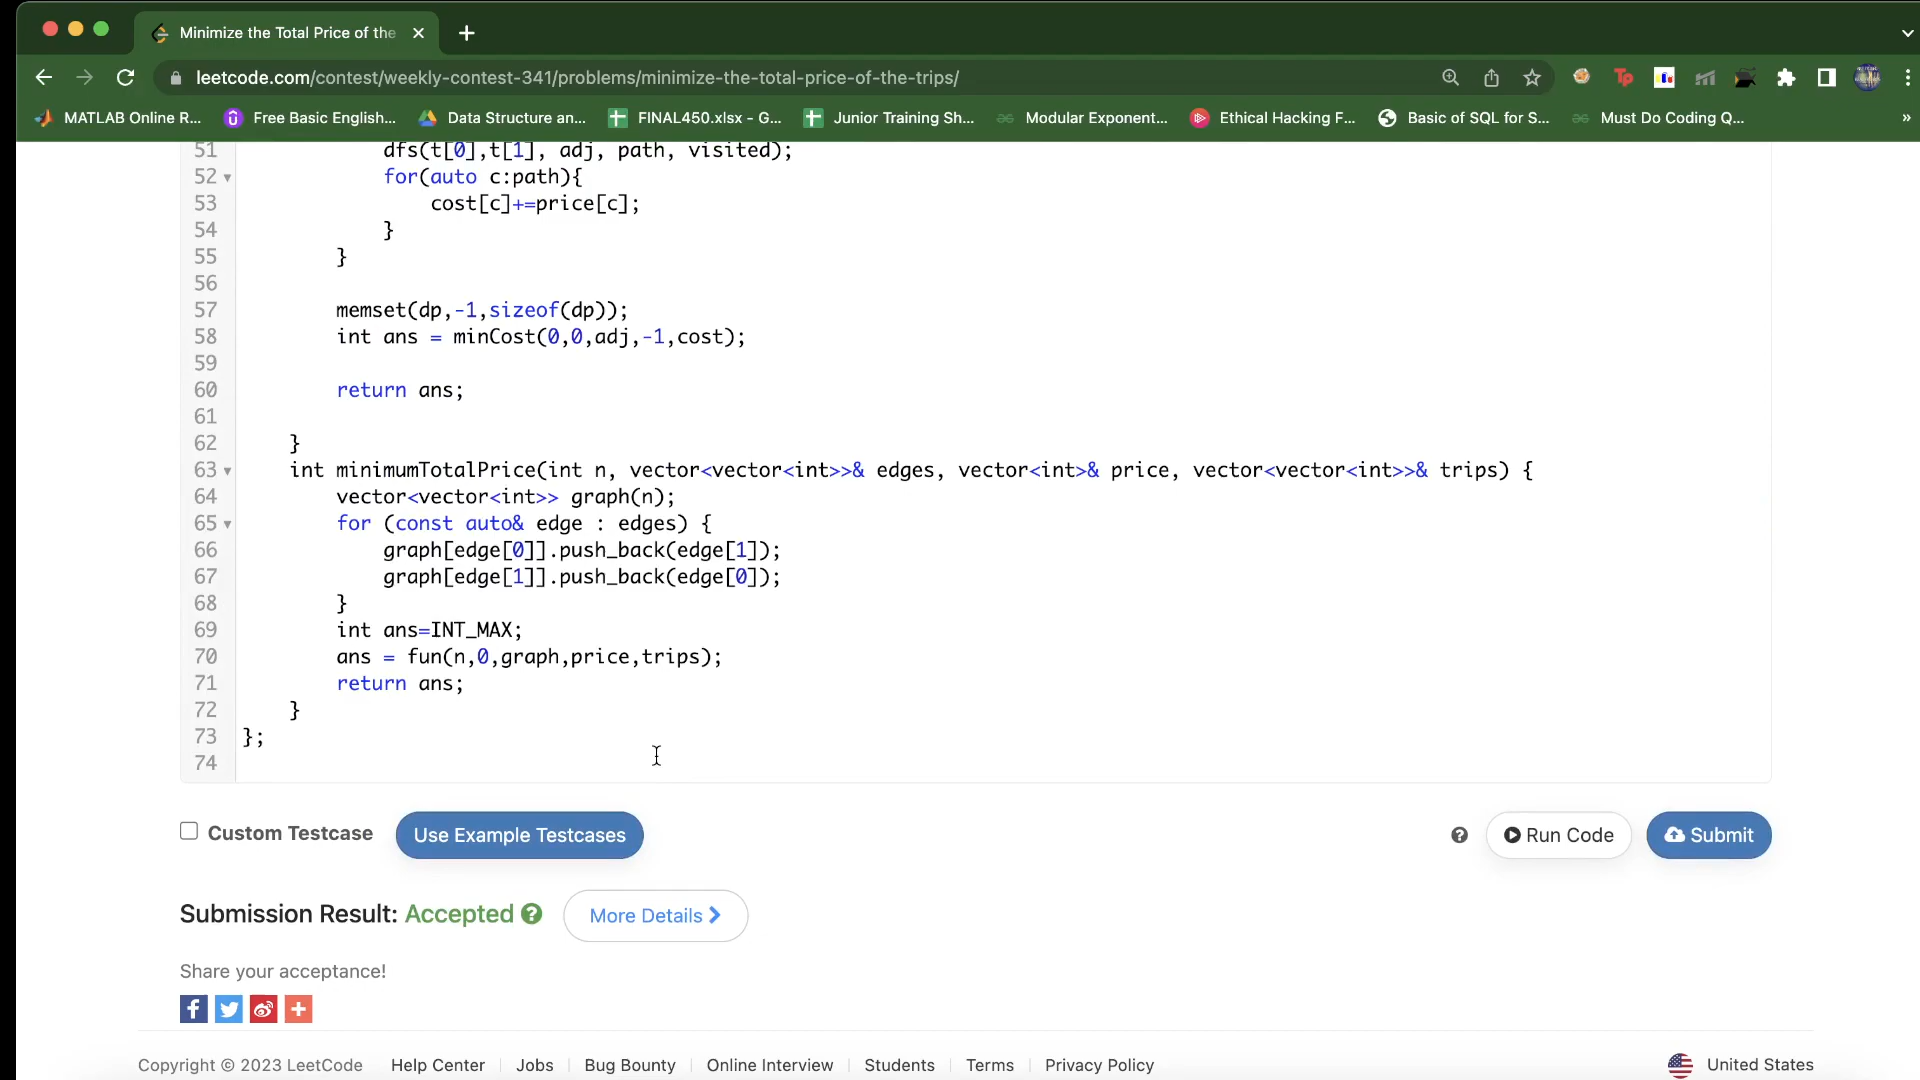 Minimize the Total Price of the
leetcode.com/contest/weekly-contest-341/problems/minimize-the-total-price-of-the-trips/
MATLAB Online R... Free Basic English... Data Structure an... FINAL450.xlsx - G... Junior Training Sh... Modular Exponent... Ethical Hacking F... Basic of SQL for S... Must Do Coding Q... »
51 dfs(t[0],t[1], adj, path, visited);
52 for(auto c:path){
53 cost[c]+=price[c];
54 }
55 }
56
57 memset(dp,-1,sizeof(dp));
58 int ans = minCost(0,0,adj,-1,cost);
59
60 return ans;
61
62 }
63 int minimumTotalPrice(int n, vector<vector<int>>& edges, vector<int>& price, vector<vector<int>>& trips) {
64 vector<vector<int>> graph(n);
65 for (const auto& edge : edges) {
66 graph[edge[0]].push_back(edge[1]);
67 graph[edge[1]].push_back(edge[0]);
68 }
69 int ans=INT_MAX;
70 ans = fun(n,0,graph,price,trips);
71 return ans;
72 }
73 };
74
Custom Testcase Use Example Testcases Run Code Submit
Submission Result: Accepted More Details
Share your acceptance!
Copyright © 2023 LeetCode Help Center | Jobs | Bug Bounty | Online Interview | Students | Terms | Privacy Policy United States